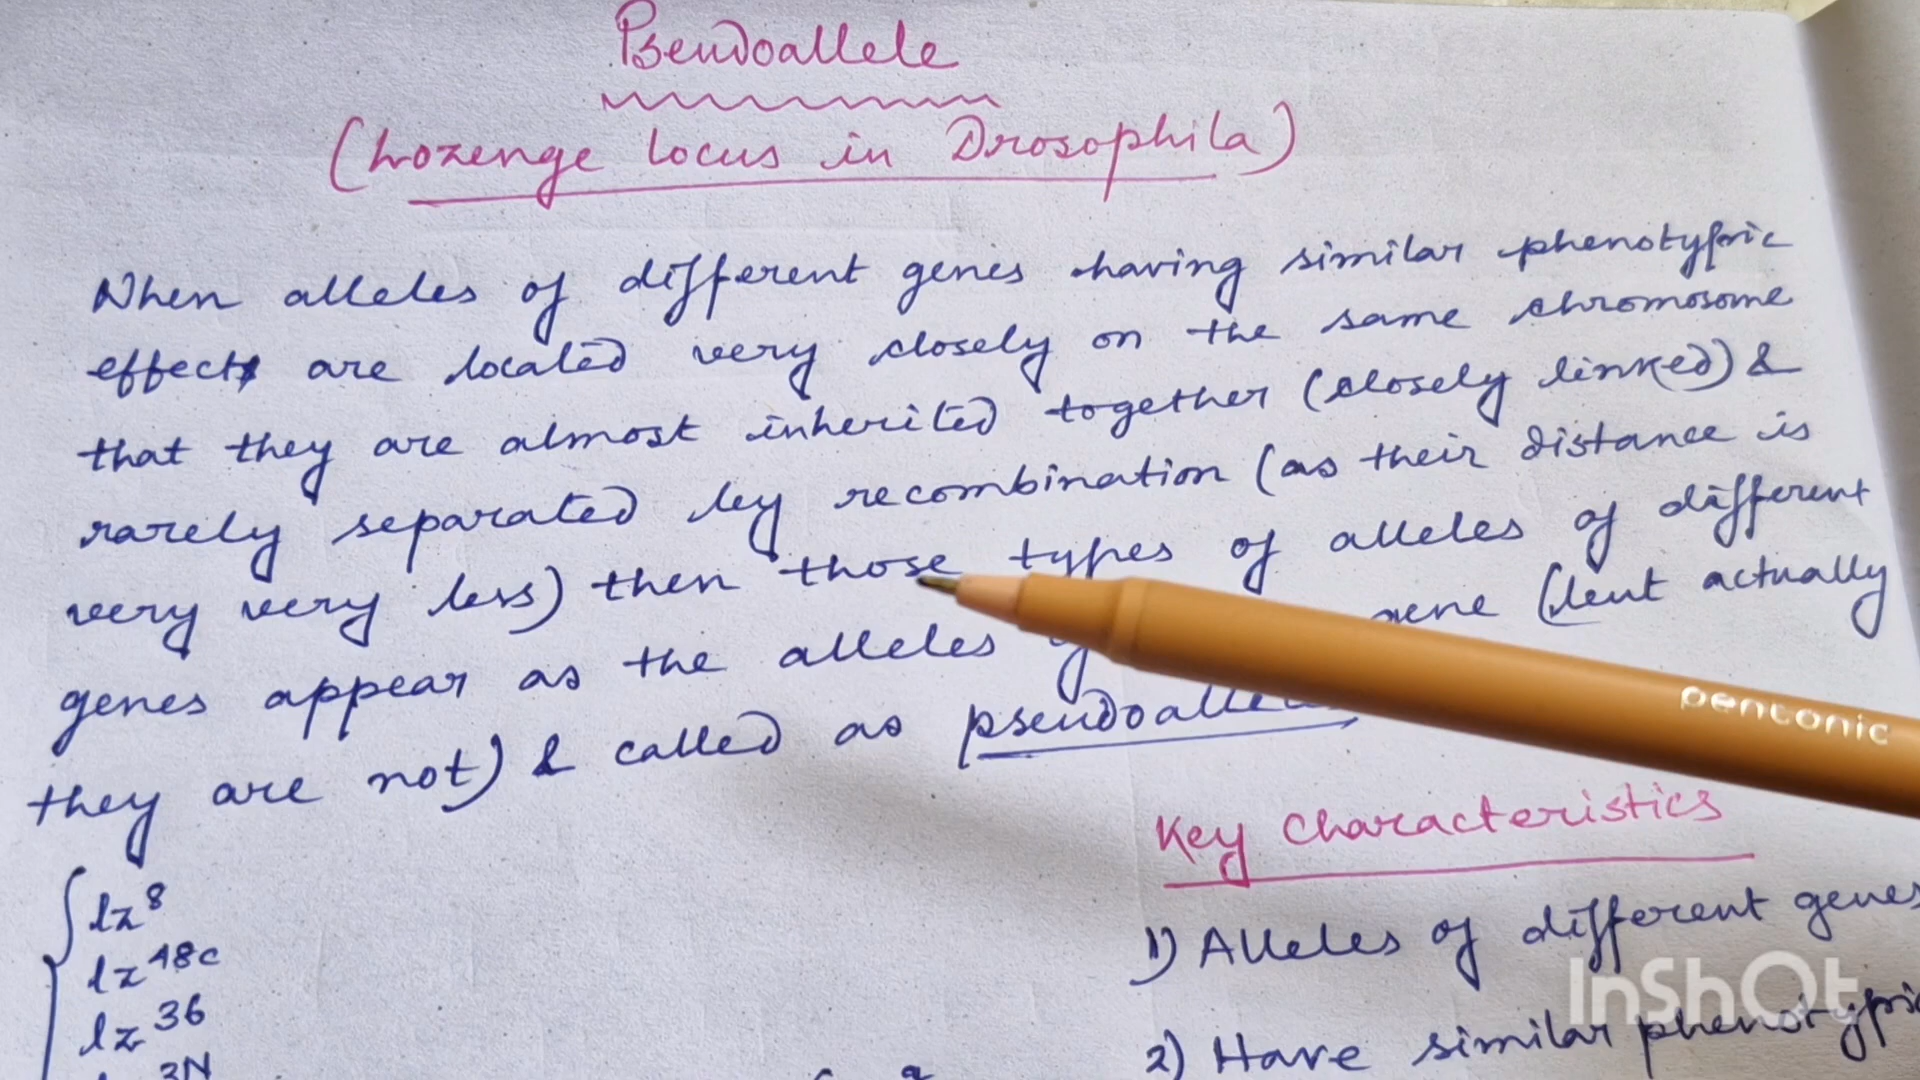 Pseudoallele
(Lozenge locus in Drosophila)
When alleles of different genes having similar phenotypic
effects are located very closely on the same chromosome
that they are almost inherited together (closely linked) &
rarely separated by recombination (as their distance is
very very less) then those types of alleles of different
genes appear as the alleles gene (but actually
they are not) & called as
Key Characteristics
lz8
lz48c
lz36
3N
1) Alleles of different genes
2) Have similar phenotypic
pentonic
InShOt